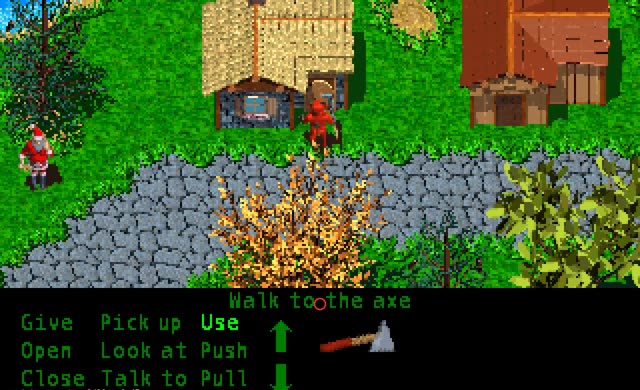 Walk to the axe
Give Pick up Use
Open Look at Push
Close Talk to Pull